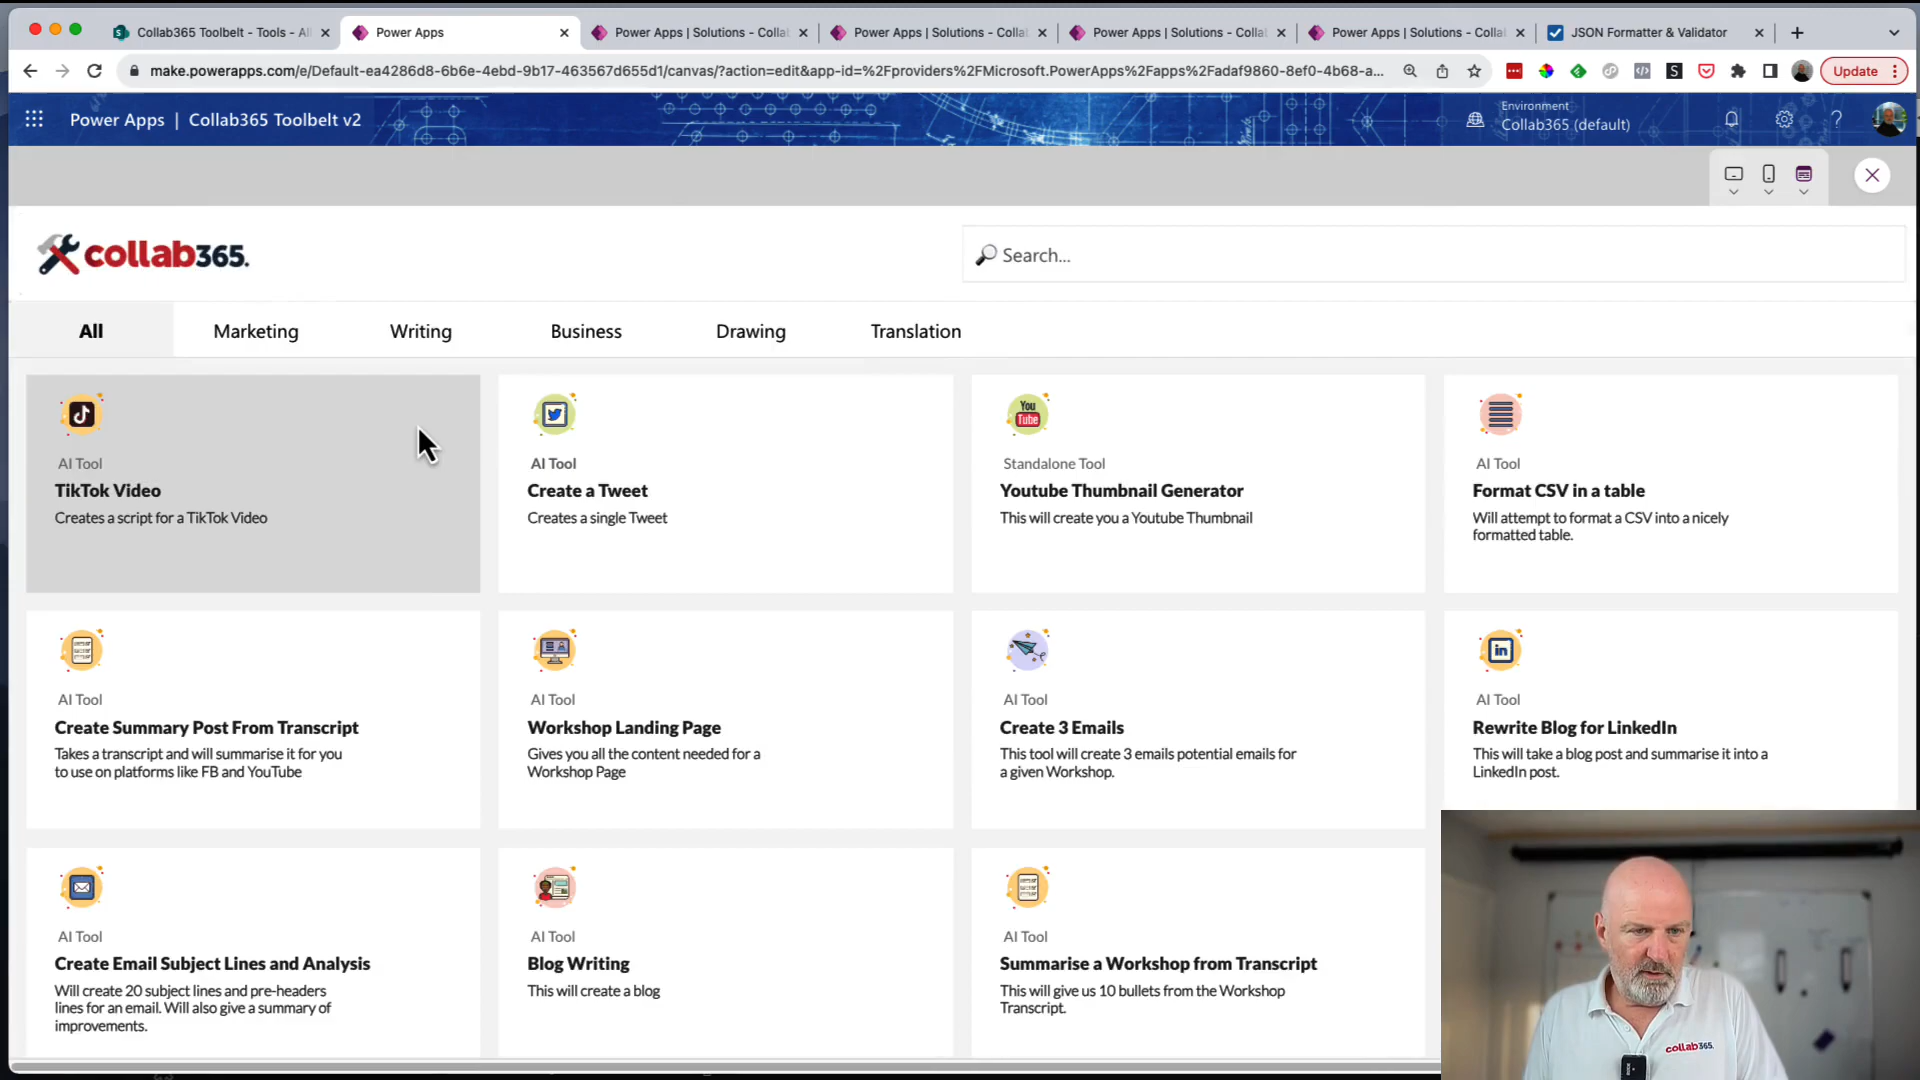 Collab365 Toolbelt - Tools - All
Power Apps
Power Apps | Solutions - Colla
Power Apps | Solutions - Colla
Power Apps | Solutions - Colla
Power Apps | Solutions - Colla
JSON Formatter & Validator
make.powerapps.com/e/Default-ea4286d8-6b6e-4ebd-9b17-463567d655d1/canvas/?action=edit&app-id=%2Fproviders%2FMicrosoft.PowerApps%2Fapps%2Fadaf9860-8ef0-4b68-a...
Update
Power Apps | Collab365 Toolbelt v2
Environment
Collab365 (default)
collab365.
Search...
All
Marketing
Writing
Business
Drawing
Translation
AI Tool
TikTok Video
Creates a script for a TikTok Video
AI Tool
Create a Tweet
Creates a single Tweet
You
Tube
Standalone Tool
Youtube Thumbnail Generator
This will create you a Youtube Thumbnail
AI Tool
Format CSV in a table
Will attempt to format a CSV into a nicely
formatted table.
AI Tool
Create Summary Post From Transcript
Takes a transcript and will summarise it for you
to use on platforms like FB and YouTube
AI Tool
Workshop Landing Page
Gives you all the content needed for a
Workshop Page
AI Tool
Create 3 Emails
This tool will create 3 emails potential emails for
a given Workshop.
in
AI Tool
Rewrite Blog for LinkedIn
This will take a blog post and summarise it into a
LinkedIn post.
AI Tool
Create Email Subject Lines and Analysis
Will create 20 subject lines and pre-headers
lines for an email. Will also give a summary of
improvements.
AI Tool
Blog Writing
This will create a blog
AI Tool
Summarise a Workshop from Transcript
This will give us 10 bullets from the Workshop
Transcript.
collab365.